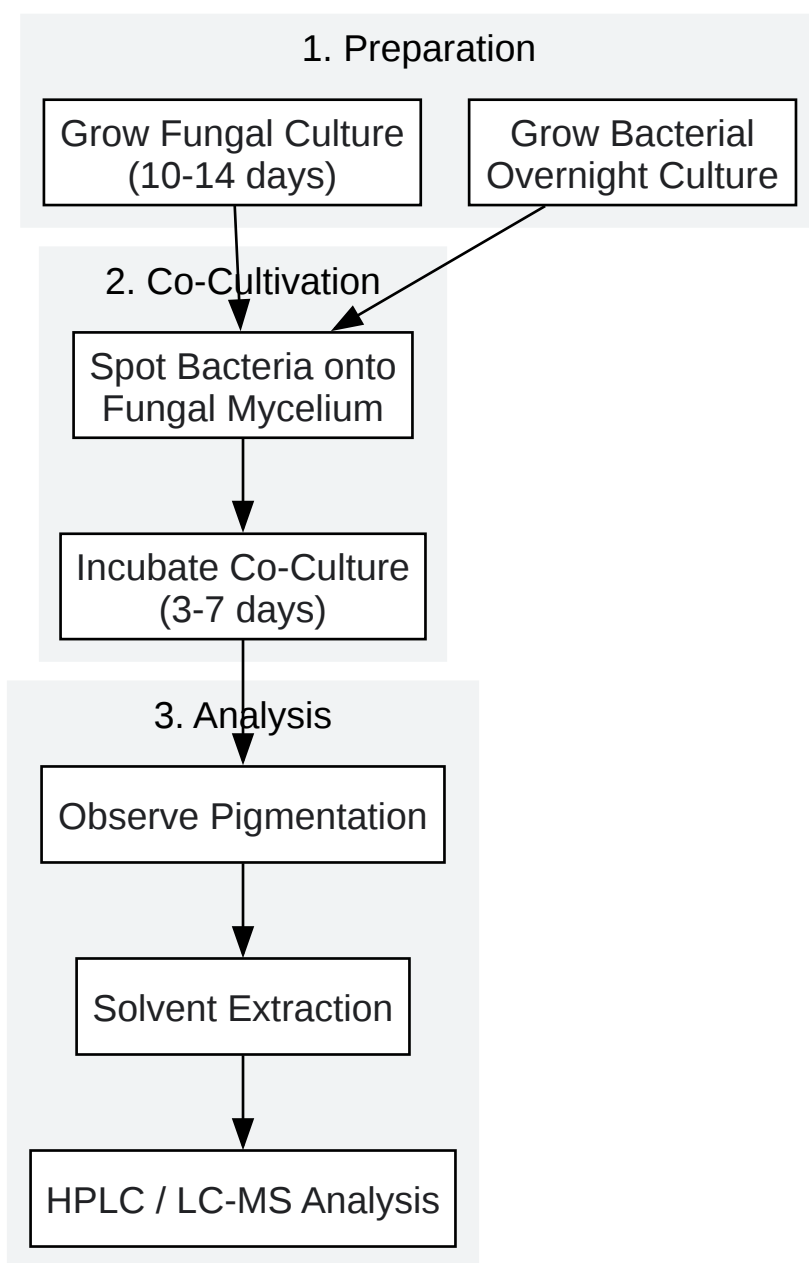 1. Preparation
Grow Fungal Culture
(10-14 days)
Grow Bacterial
Overnight Culture
2. Co-Cultivation
Spot Bacteria onto
Fungal Mycelium
Incubate Co-Culture
(3-7 days)
3. Analysis
Observe Pigmentation
Solvent Extraction
HPLC / LC-MS Analysis